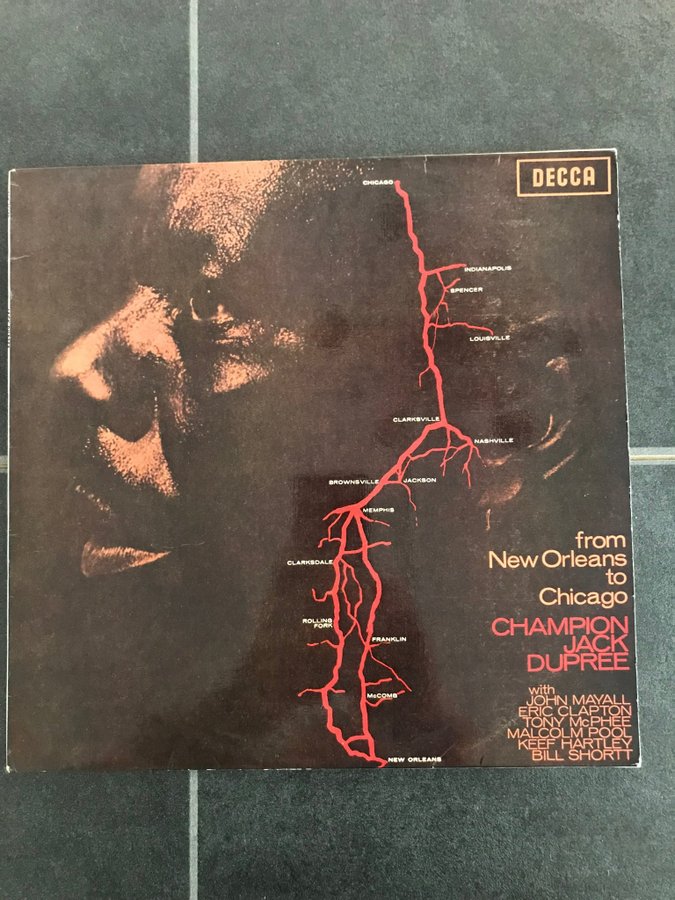 DECCA
CHICAGO
INDIANAPOLIS
SPENCER
LOUISVILLE
CLARKSVILLE
NASHVILLE
BROWNSVILLE
JACKSON
MEMPHIS
CLARKSDALE
ROLLING
FORK
FRANKLIN
McCOMB
NEW ORLEANS
from
New Orleans
to
Chicago
CHAMPION
JACK
DUPREE
with
JOHN MAYALL
ERIC CLAPTON
TONY McPHEE
MALCOLM POOL
KEEF HARTLEY
BILL SHORTT